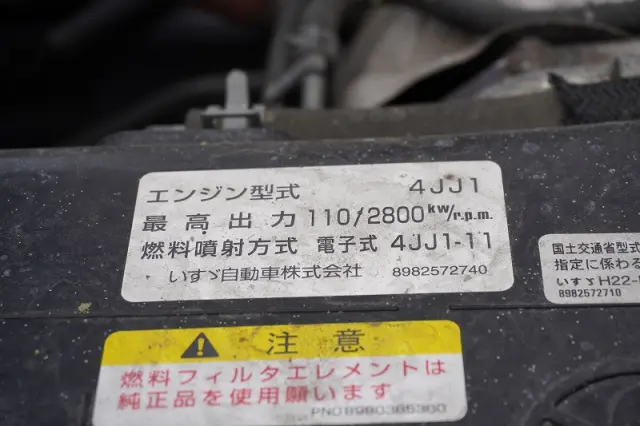 エンジン型式 4JJ1
最高出力 110/2800 kw/r.p.m.
燃料噴射方式 電子式 4JJ1-11
いすゞ自動車株式会社 8982572740
国土交通省型式
指定に係わる
いすゞH22-
8982572710
注意
燃料フィルタエレメントは
純正品を使用願います
PNO8980365360